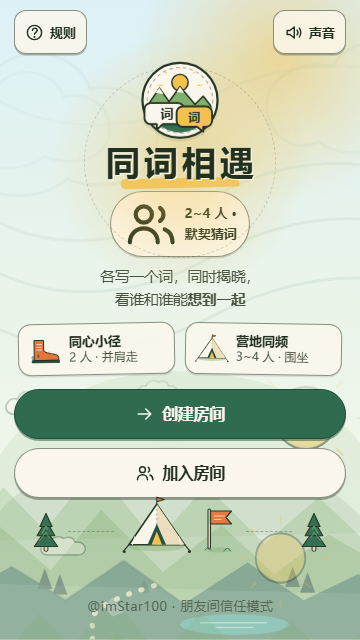 规则
声音
词
词
同词相遇
2~4 人 •
默契猜词
各写一个词，同时揭晓，
看谁和谁能想到一起
同心小径
2 人 · 并肩走
营地同频
3~4 人 · 围坐
创建房间
加入房间
@imStar100 · 朋友间信任模式